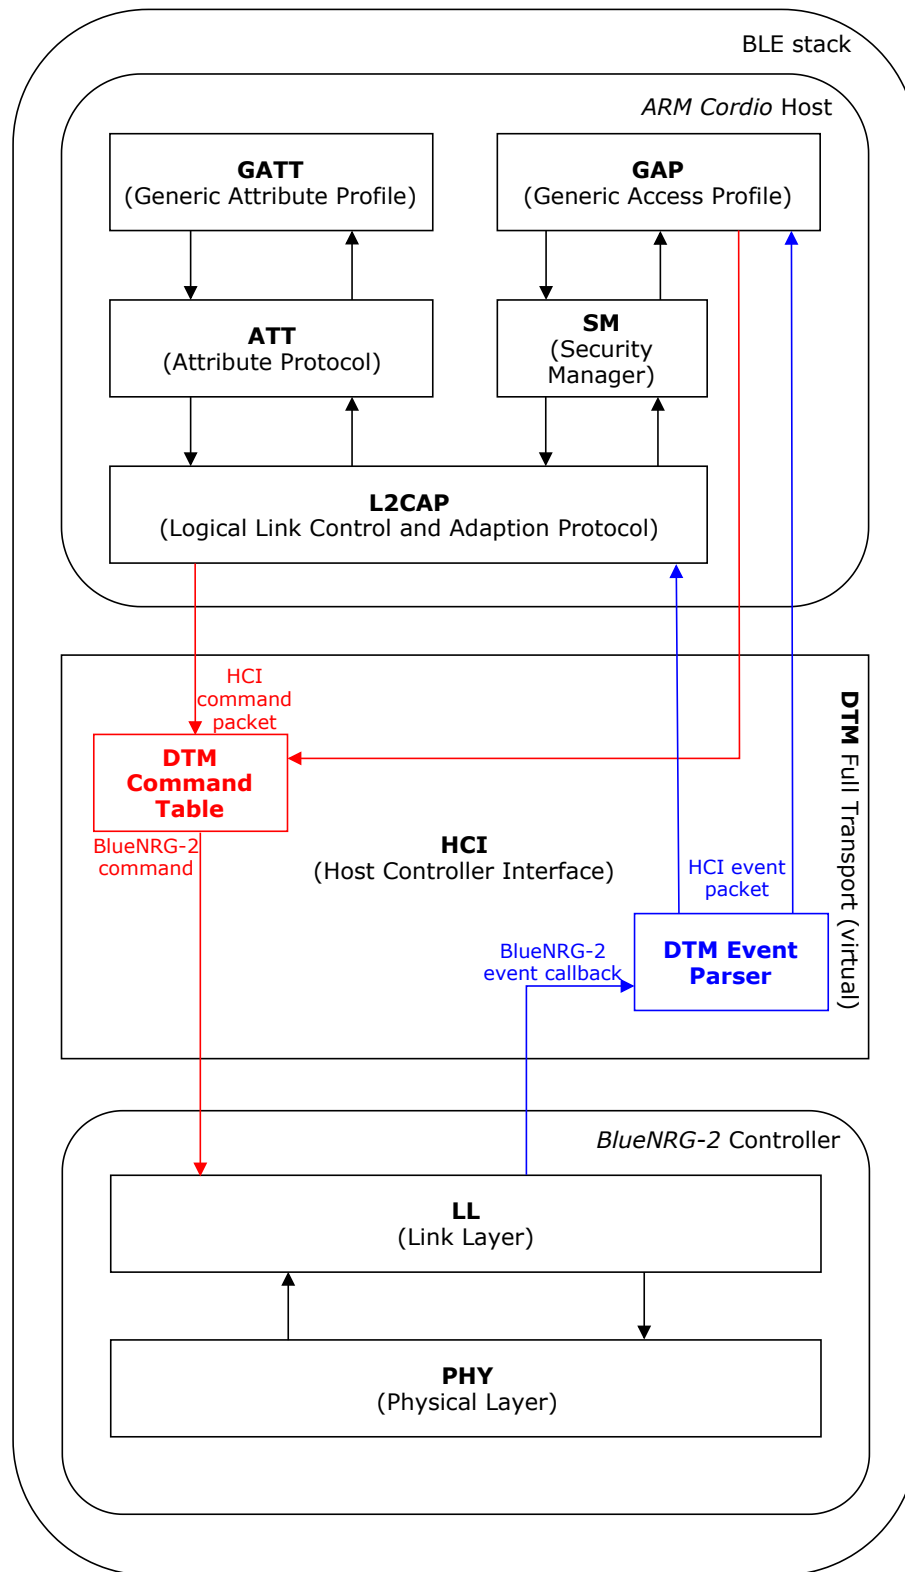 BLE stack
ARM Cordio Host
GATT
(Generic Attribute Profile)
GAP
(Generic Access Profile)
ATT
(Attribute Protocol)
SM
(Security
Manager)
L2CAP
(Logical Link Control and Adaption Protocol)
HCI
command
packet
DTM
Command
Table
BlueNRG-2
command
HCI
(Host Controller Interface)
HCI event
packet
BlueNRG-2
event callback
DTM Event
Parser
DTM Full Transport (virtual)
BlueNRG-2 Controller
LL
(Link Layer)
PHY
(Physical Layer)